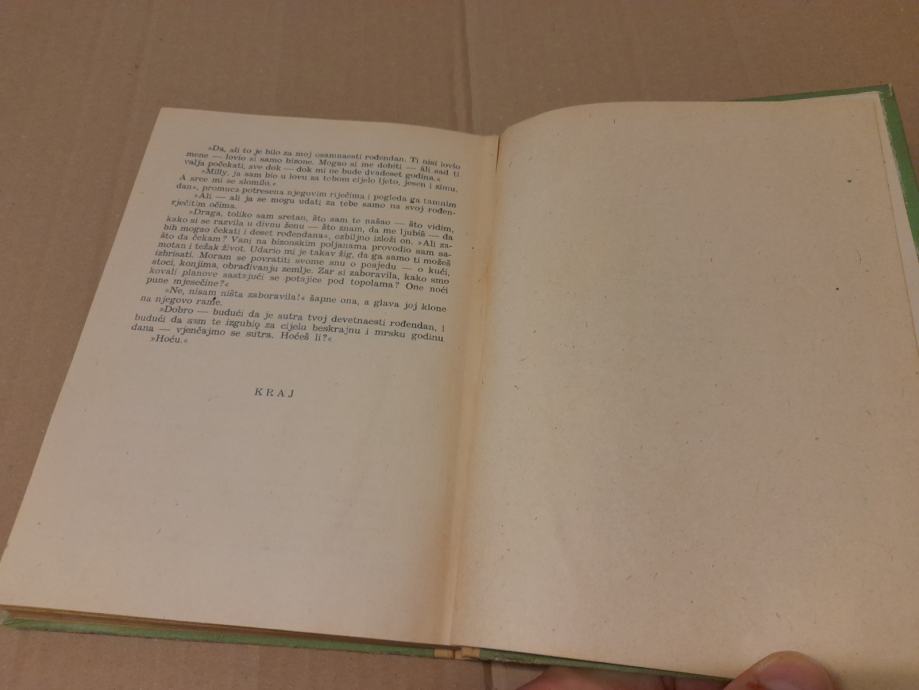 »Da, ali to je bilo za moj osamnaesti rođendan. Ti nisi lovio
mene — lovio si samo bizone. Mogao si me dobiti — ali sad ti
valja počekati, sve dok — dok mi ne bude dvadeset godina.«
»Milly, ja sam bio u lovu za tobom cijelo ljeto, jesen i zimu.
A srce mi se slomilo.«
»Ali — ali ja se mogu udati za tebe samo na svoj rođen-
dan«, promuca potresena njegovim riječima i pogleda ga tamnim
rječitim očima.
»Draga, toliko sam sretan, što sam te našao — što vidim,
kako si se razvila u divnu ženu — što znam, da me ljubiš — da
bih mogao čekati i deset rođendana«, ozbiljno izloži on. »Ali za-
što da čekam? Vani na bizonskim poljanama provodio sam sa-
motan i težak život. Udario mi je takav žig, da ga samo ti možeš
izbrisati. Moram se povratiti svome snu o posjedu — o kući,
stoci, konjima, obrađivanju zemlje. Zar si zaboravila, kako smo
kovali planove sastajući se potajice pod topolama? One noći
pune mjesečine?«
»Ne, nisam ništa zaboravila!« šapne ona, a glava joj klone
na njegovo rame.
»Dobro — budući da je sutra tvoj devetnaesti rođendan, i
budući da sam te izgubio za cijelu beskrajnu i mrsku godinu
dana — vjenčajmo se sutra. Hoćeš li?«
»Hoću.«
KRAJ